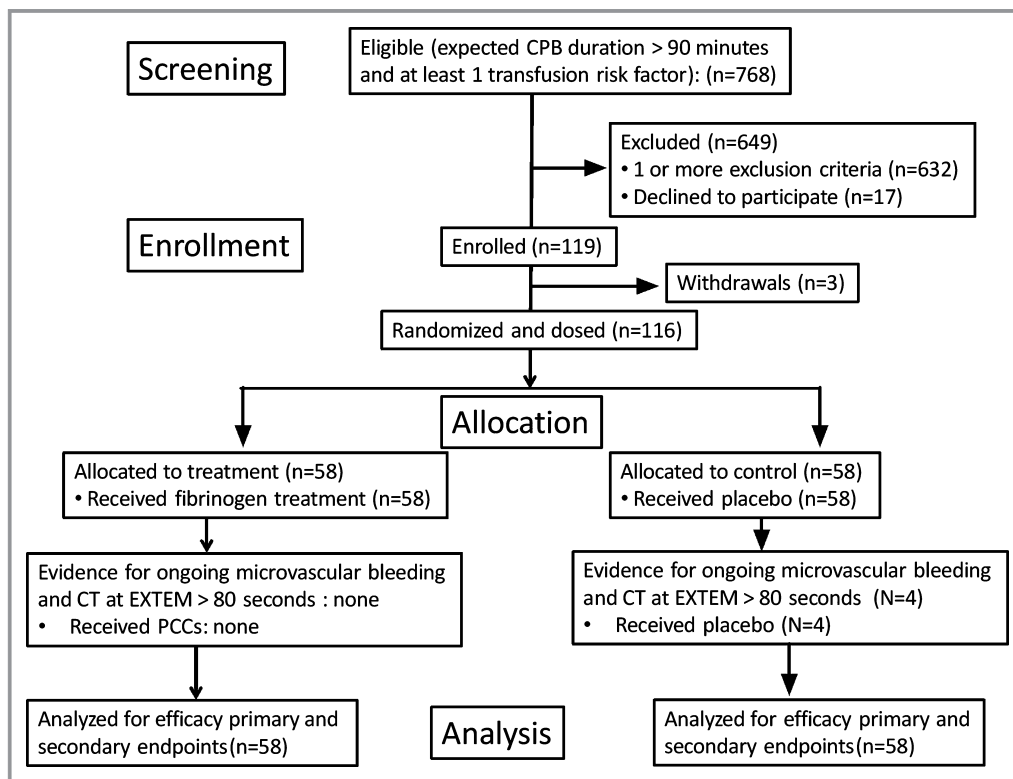 Screening
Eligible (expected CPB duration > 90 minutes
and at least 1 transfusion risk factor): (n=768)
Excluded (n=649)
• 1 or more exclusion criteria (n=632)
• Declined to participate (n=17)
Enrollment
Enrolled (n=119)
Withdrawals (n=3)
Randomized and dosed (n=116)
Allocation
Allocated to treatment (n=58)
• Received fibrinogen treatment (n=58)
Allocated to control (n=58)
• Received placebo (n=58)
Evidence for ongoing microvascular bleeding
and CT at EXTEM > 80 seconds : none
• Received PCCs: none
Evidence for ongoing microvascular bleeding
and CT at EXTEM > 80 seconds (N=4)
• Received placebo (N=4)
Analyzed for efficacy primary and
secondary endpoints(n=58)
Analysis
Analyzed for efficacy primary and
secondary endpoints(n=58)